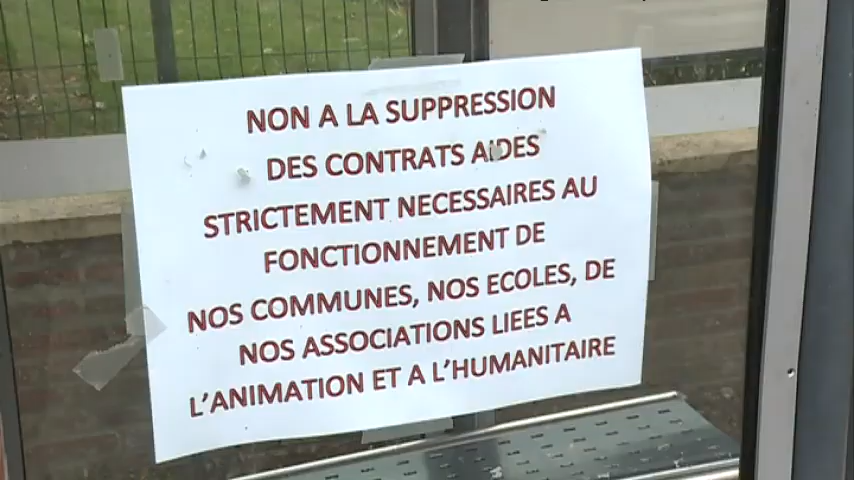 NON A LA SUPPRESSION
DES CONTRATS AIDES
STRICTEMENT NECESSAIRES AU
FONCTIONNEMENT DE
NOS COMMUNES, NOS ECOLES, DE
NOS ASSOCIATIONS LIEES A
L'ANIMATION ET A L'HUMANITAIRE